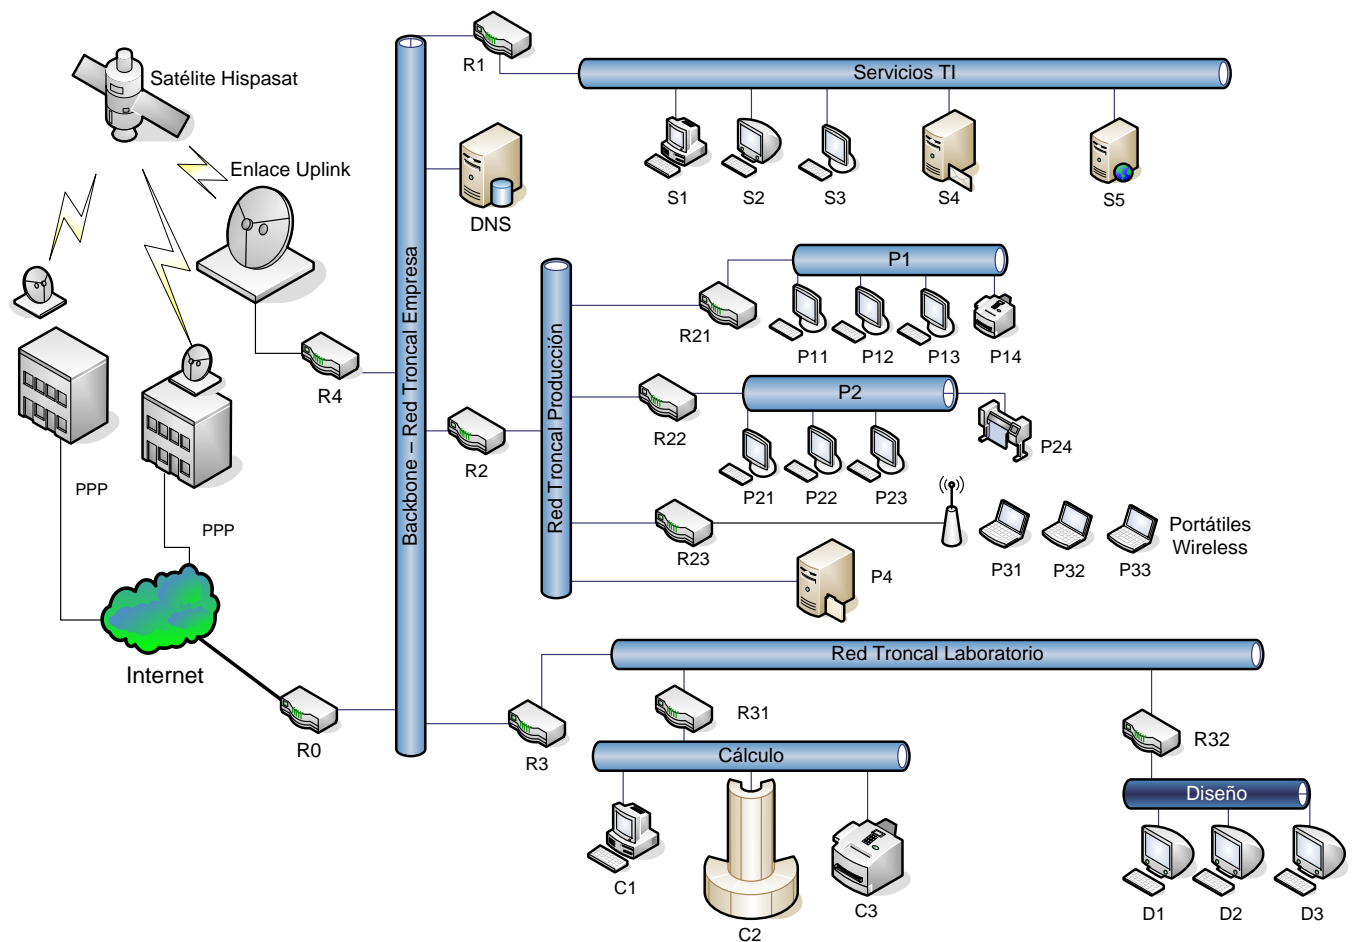 R1
Servicios TI
Satélite Hispasat
S1
S2
S3
S4
S5
Enlace Uplink
DNS
Backbone – Red Troncal Empresa
R4
R2
Red Troncal Producción
P1
R21
P11
P12
P13
P14
P2
R22
P24
P21
P22
P23
R23
Portátiles
Wireless
P31
P32
P33
P4
PPP
PPP
Internet
R0
Red Troncal Laboratorio
R3
R31
R32
Cálculo
C1
C2
C3
Diseño
D1
D2
D3